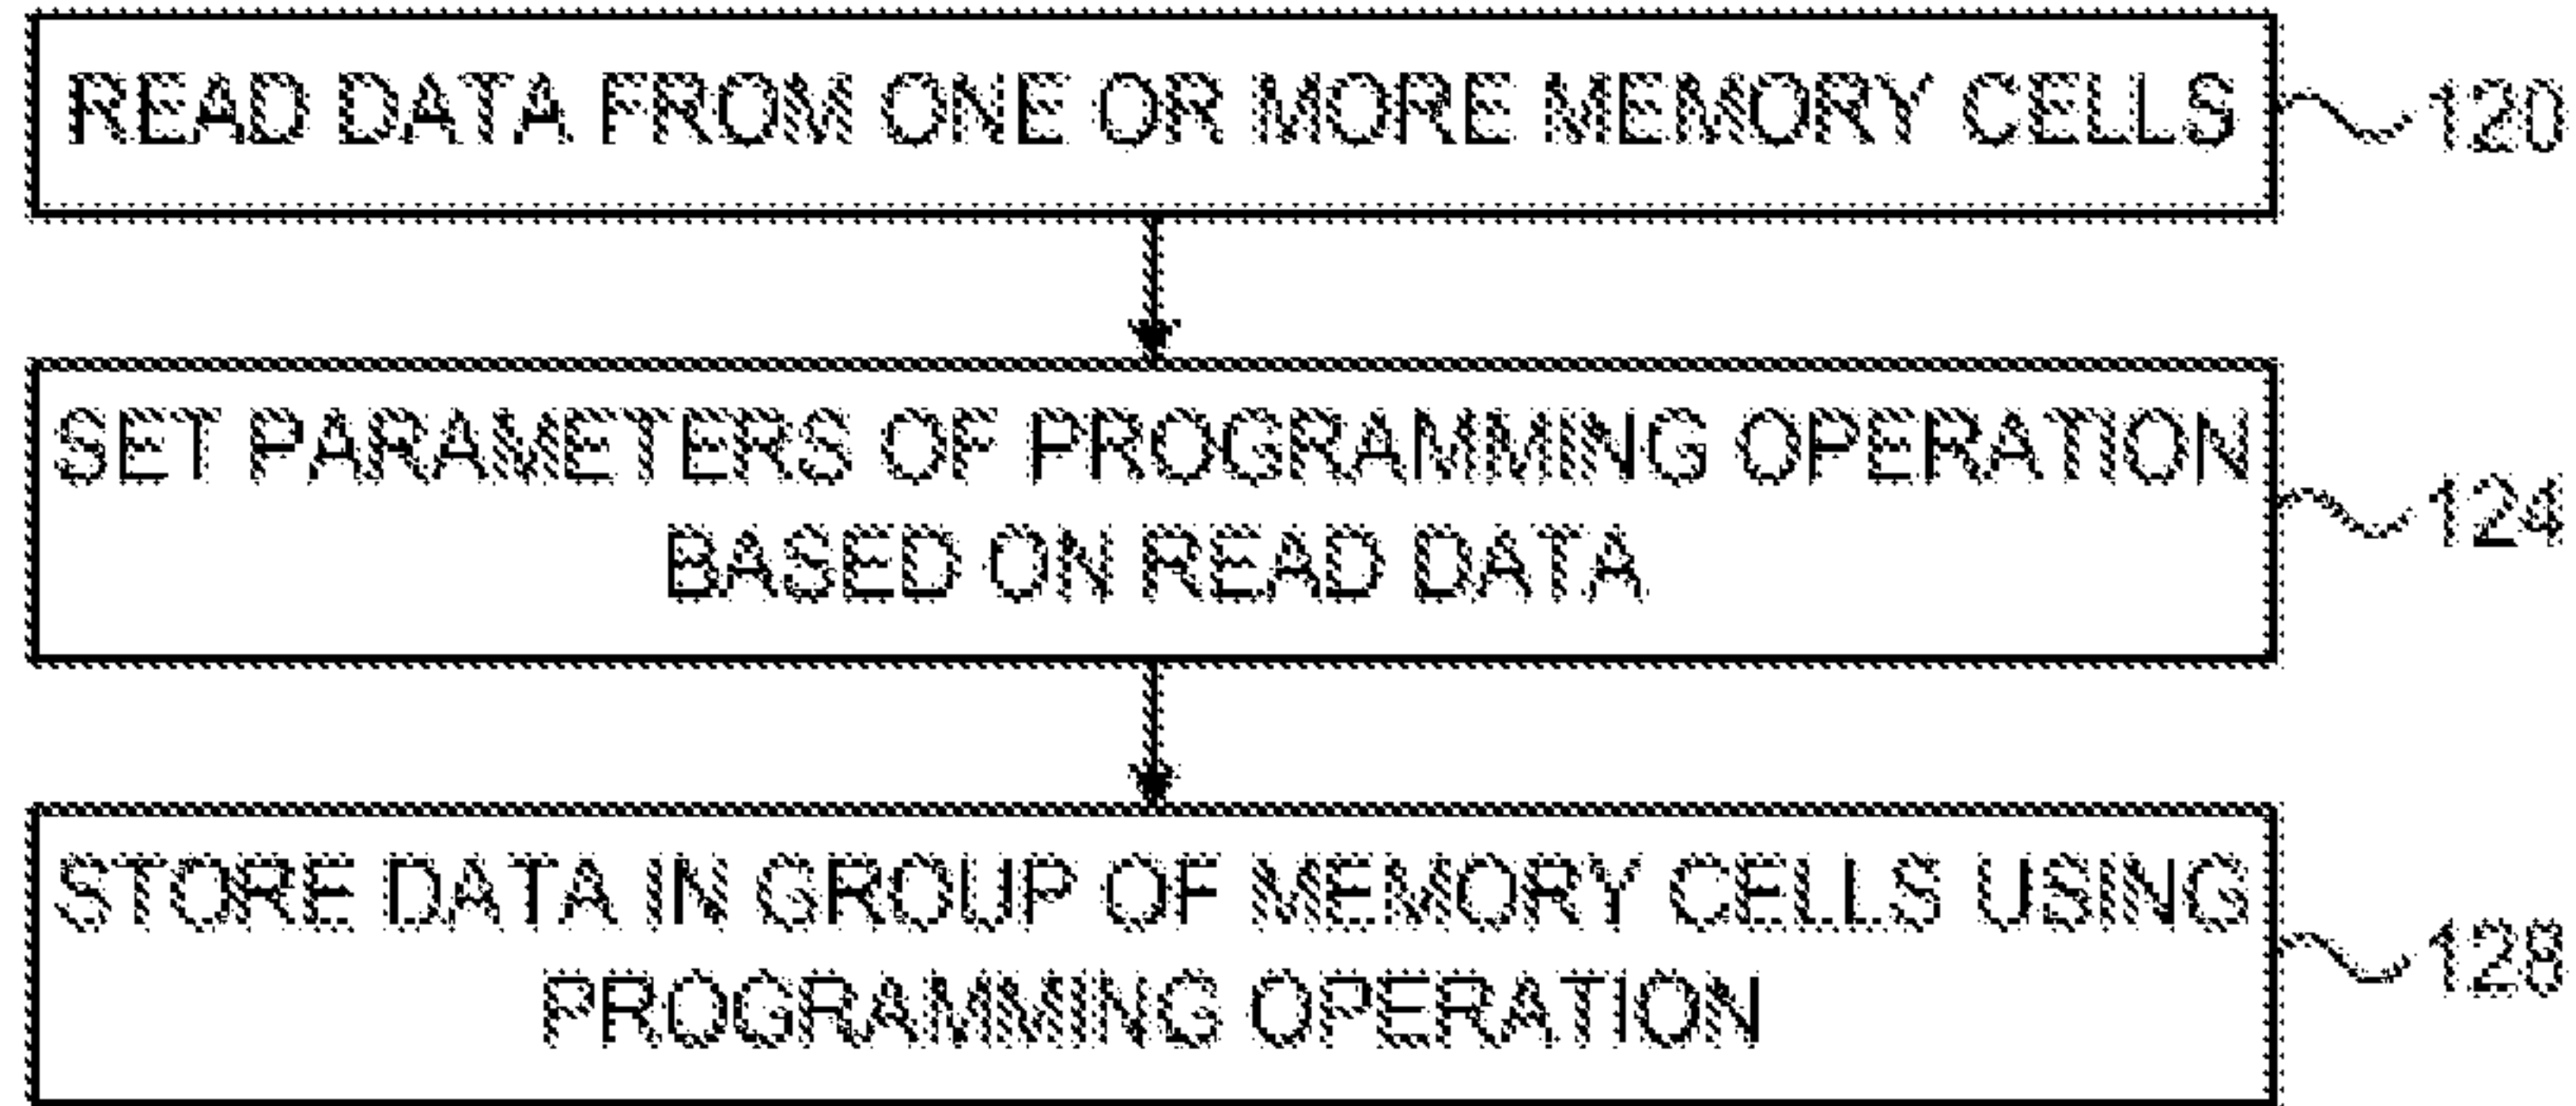 READ DATA FROM ONE OR MORE MEMORY CELLS
120
SET PARAMETERS OF PROGRAMMING OPERATION
BASED ON READ DATA
124
STORE DATA IN GROUP OF MEMORY CELLS USING
PROGRAMMING OPERATION
128